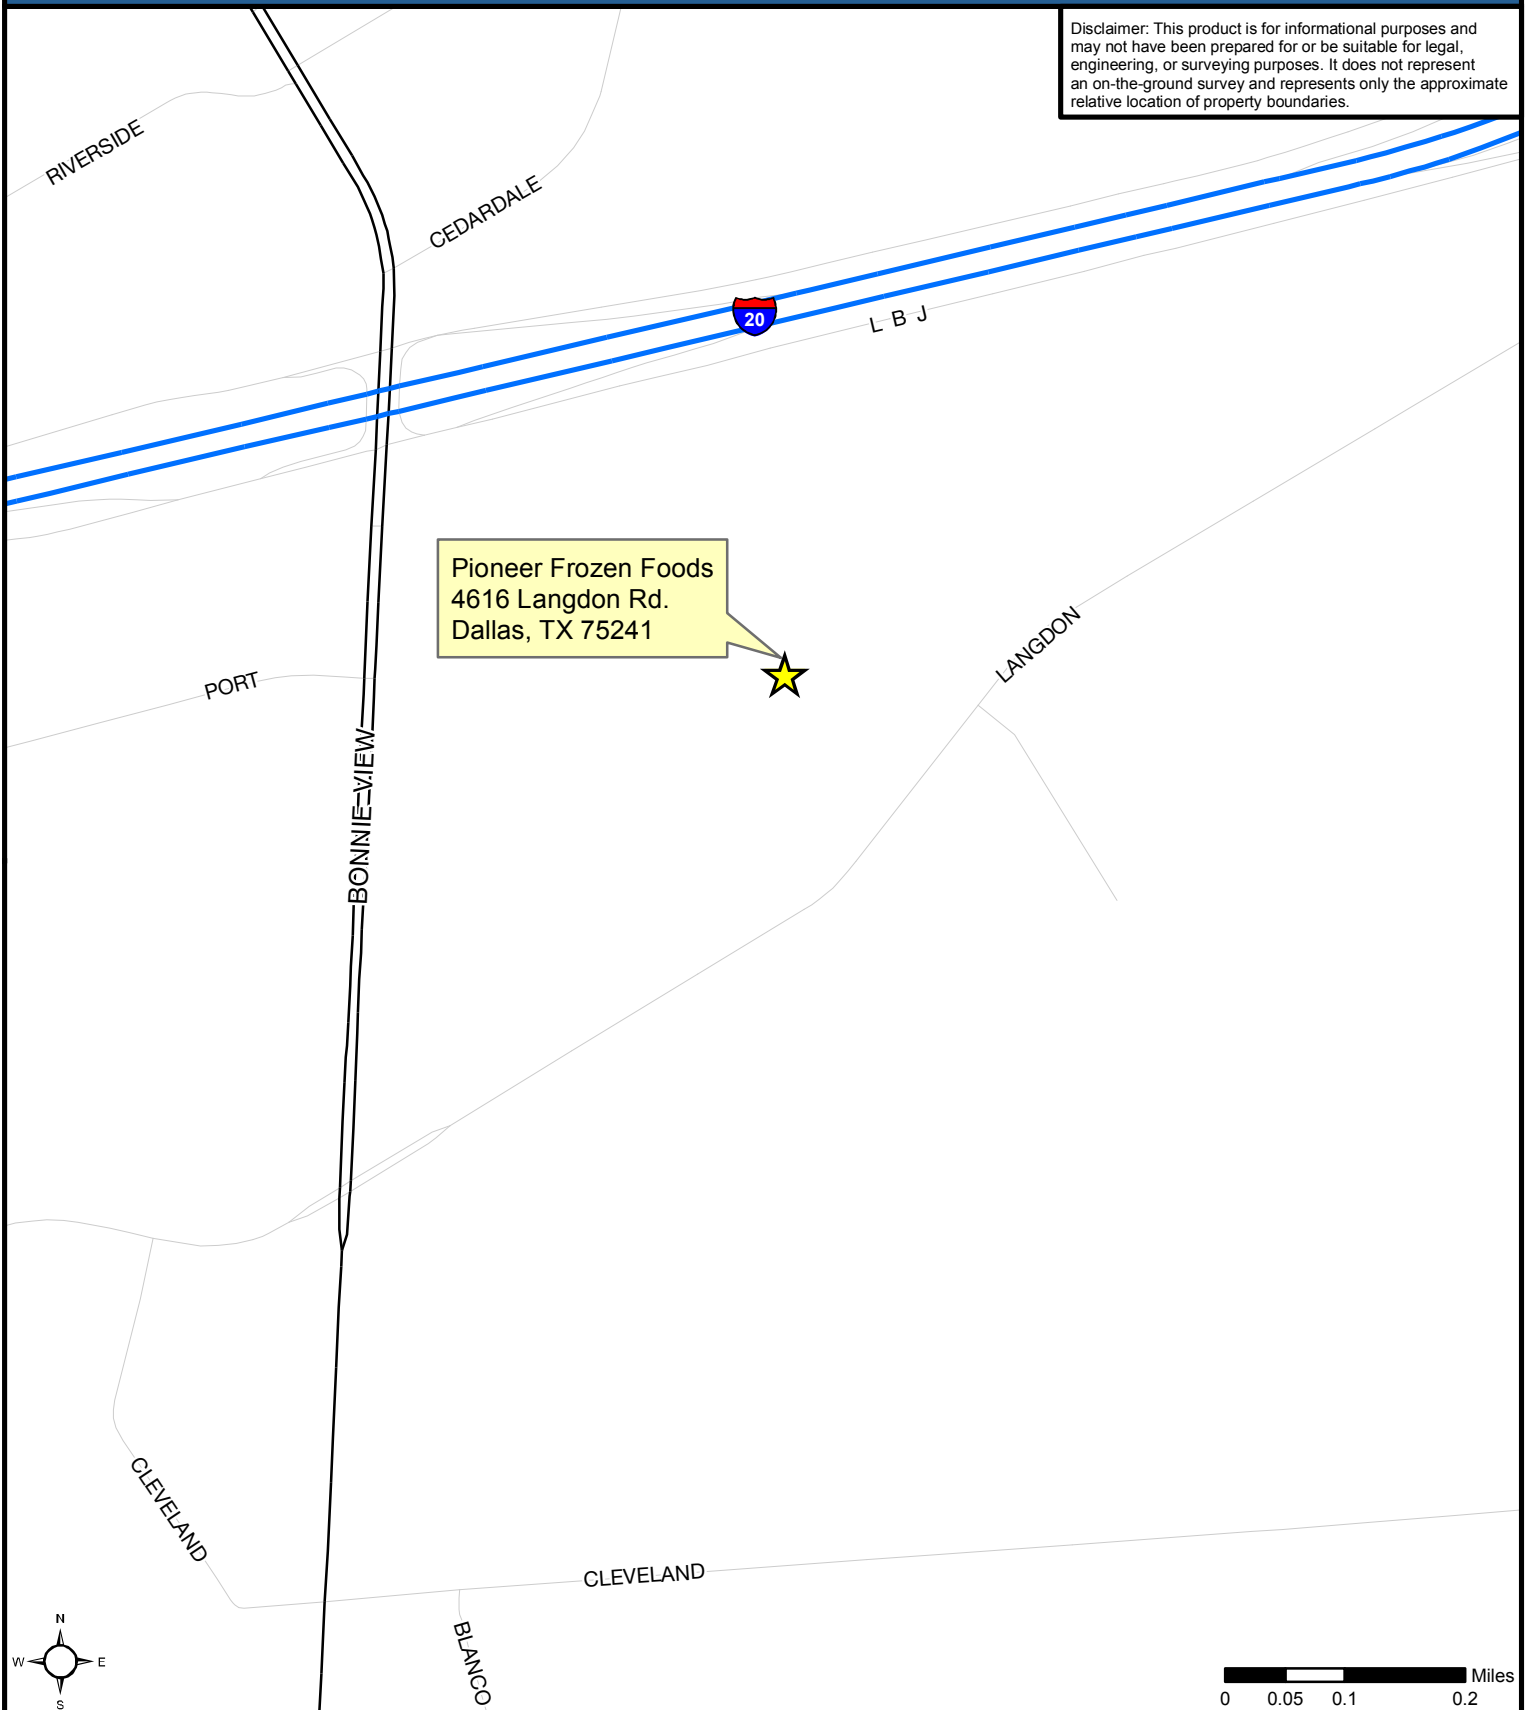 Disclaimer: This product is for informational purposes and
may not have been prepared for or be suitable for legal,
engineering, or surveying purposes. It does not represent
an on-the-ground survey and represents only the approximate
relative location of property boundaries.
RIVERSIDE
CEDARDALE
20
L B J
Pioneer Frozen Foods
4616 Langdon Rd.
Dallas, TX 75241
LANGDON
PORT
BONNIE VIEW
CLEVELAND
CLEVELAND
BLANCO
N
W E
S
Miles
0 0.05 0.1 0.2